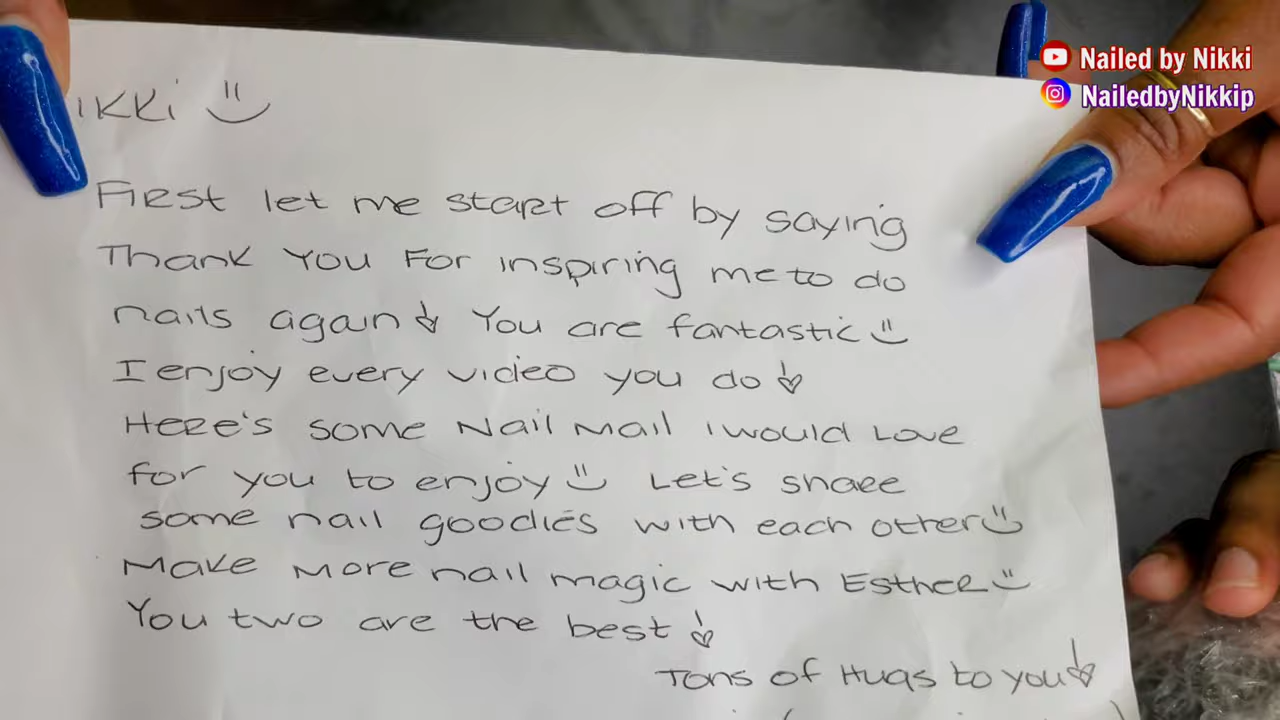 Nailed by Nikki
NailedbyNikkip
ikki
First let me start off by saying
Thank You For inspiring me to do
nails again You are fantastic
I enjoy every video you do
Here's some Nail Mail i would Love
for you to enjoy Let's share
some nail goodies with each other
Make More nail magic with Esther
You two are the best
Tons of Hugs to you